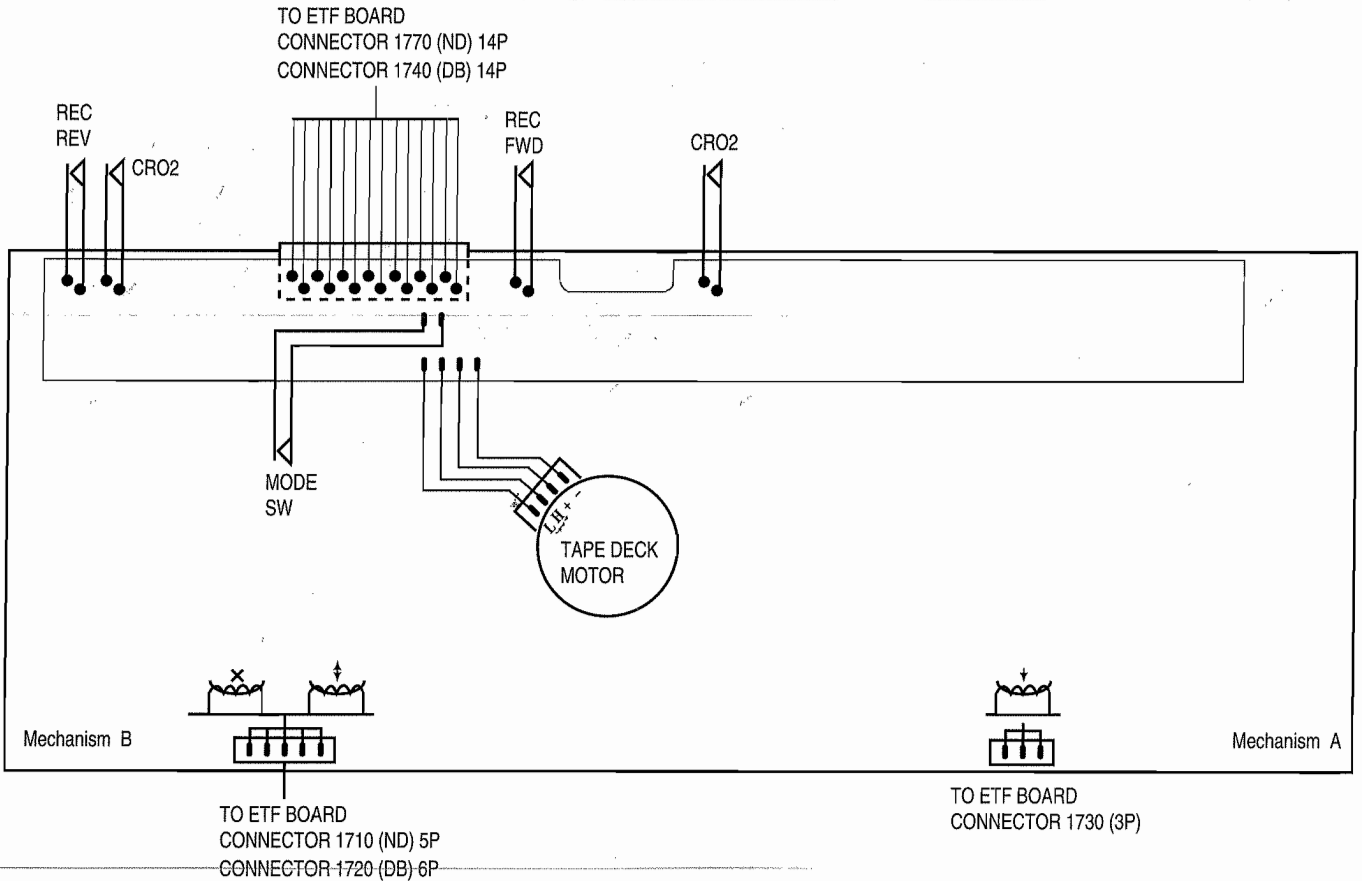 TO ETF BOARD
CONNECTOR 1770 (ND) 14P
CONNECTOR 1740 (DB) 14P
REC
REV
CRO2
REC
FWD
CRO2
MODE
SW
L H + -
TAPE DECK
MOTOR
Mechanism B
Mechanism A
TO ETF BOARD
CONNECTOR 1710 (ND) 5P
CONNECTOR 1720 (DB) 6P
TO ETF BOARD
CONNECTOR 1730 (3P)